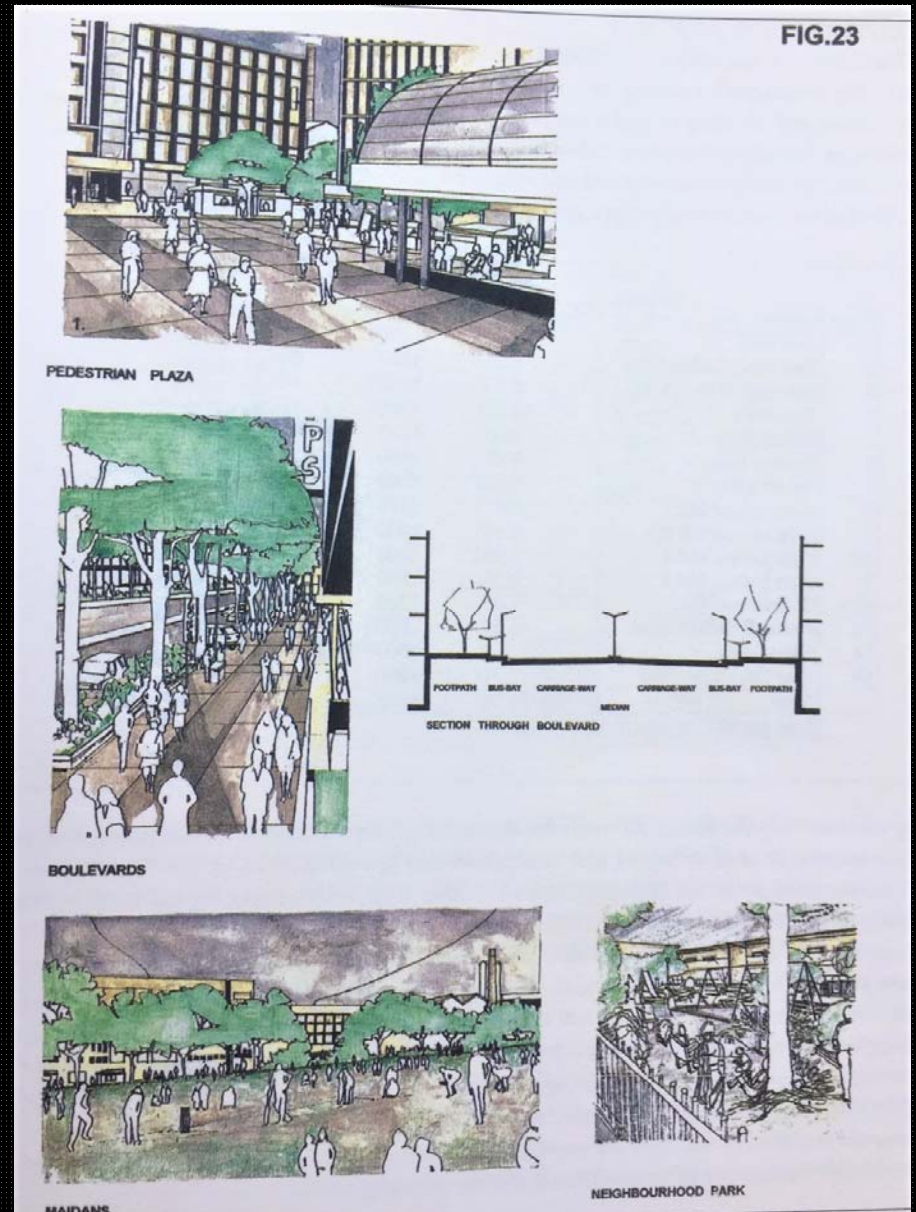 FIG.23
1.
PEDESTRIAN PLAZA
PS
FOOTPATH BUS-BAY CARRIAGE-WAY CARRIAGE-WAY BUS-BAY FOOTPATH
MEDIAN
SECTION THROUGH BOULEVARD
BOULEVARDS
MAIDANS
NEIGHBOURHOOD PARK